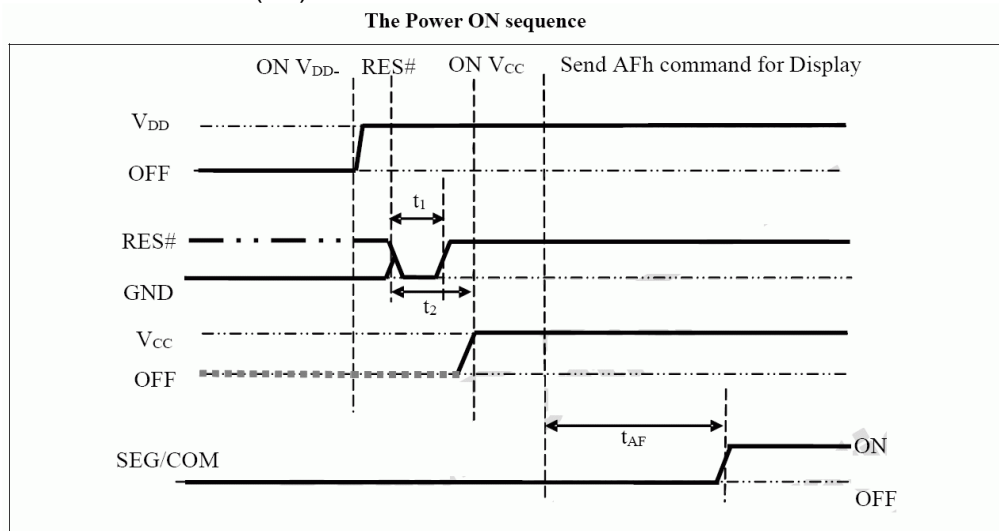 The Power ON sequence
ON VDD- RES# ON VCC Send AFh command for Display
VDD
OFF
t1
RES#
GND
t2
VCC
OFF
tAF
SEG/COM
ON
OFF